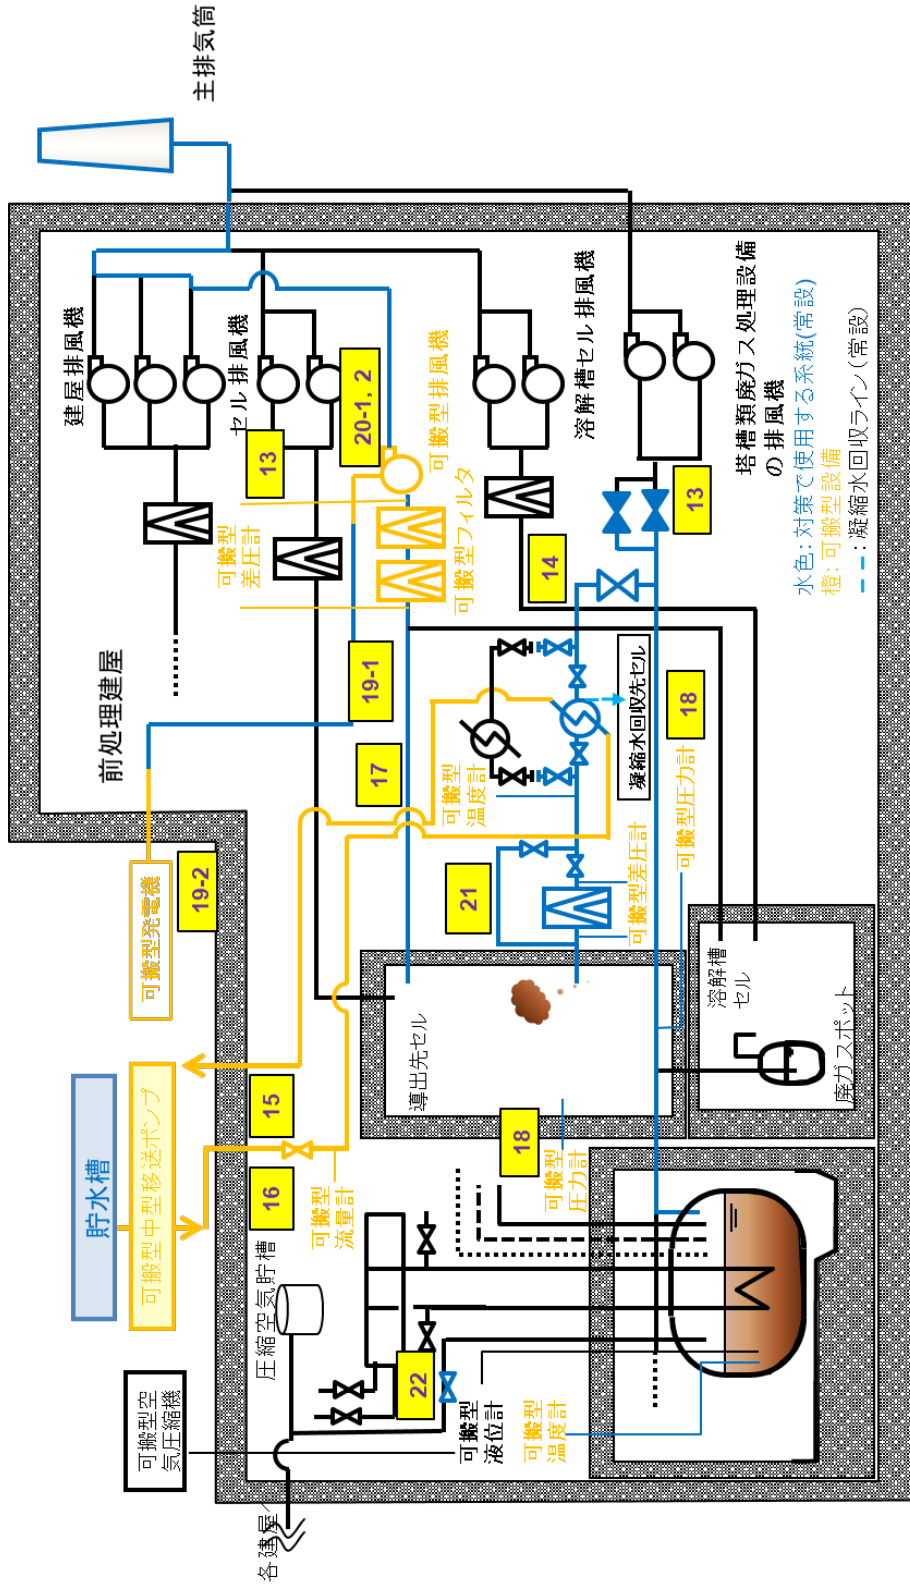 主排気筒
建屋排風機
セル排風機
13
20-1, 2
可搬型排風機
溶解槽セル排風機
塔槽類廃ガス処理設備
の排風機
水色: 対策で使用する系統(常設)
橙: 可搬型設備
: 凝縮水回収ライン(常設)
可搬型
差圧計
可搬型フィルタ
14
13
前処理建屋
19-1
17
可搬型
温度計
凝縮水回収先セル
18
可搬型圧力計
可搬型発電機
19-2
21
可搬型差圧計
導出先セル
溶解槽
セル
廃ガスポット
貯水槽
可搬型中型移送ポンプ
15
16
可搬型
流量計
18
可搬型
圧力計
圧縮空気貯槽
可搬型空
気圧縮機
22
可搬型
液位計
可搬型
温度計
各建屋